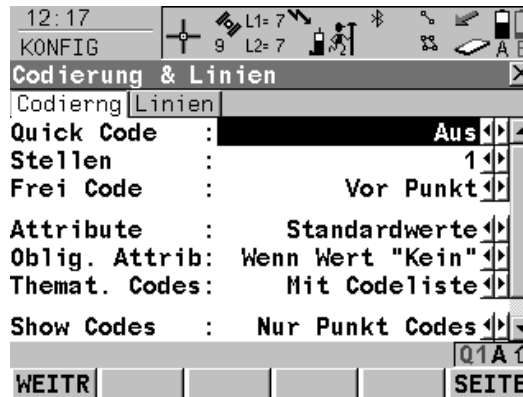 12:17
KONFIG
9
L1= 7
L2= 7
A
Codierung & Linien
Codierng Linien
Quick Code : Aus
Stellen : 1
Frei Code : Vor Punkt
Attribute : Standardwerte
Oblig. Attrib: Wenn Wert "Kein"
Themat. Codes: Mit Codeliste
Show Codes : Nur Punkt Codes
Q1 A
WEITR SEITE